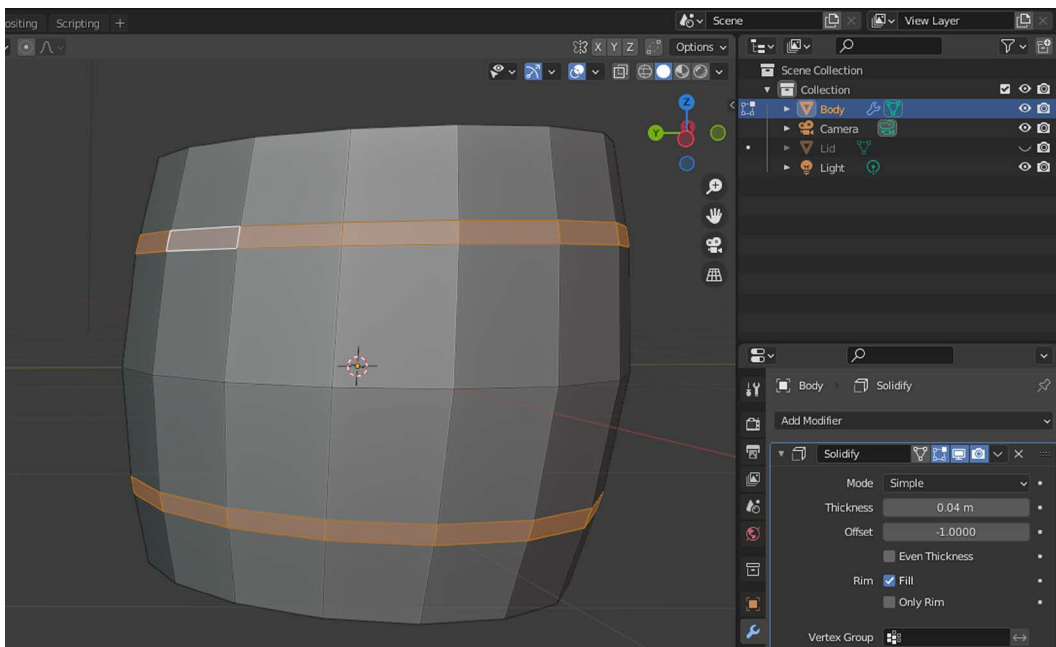 ositing Scripting +
Scene
View Layer
X Y Z
Options
Scene Collection
Collection
Body
Camera
Lid
Light
Z
Y
Body Solidify
Add Modifier
Solidify
Mode Simple
Thickness 0.04 m
Offset -1.0000
Even Thickness
Rim Fill
Only Rim
Vertex Group